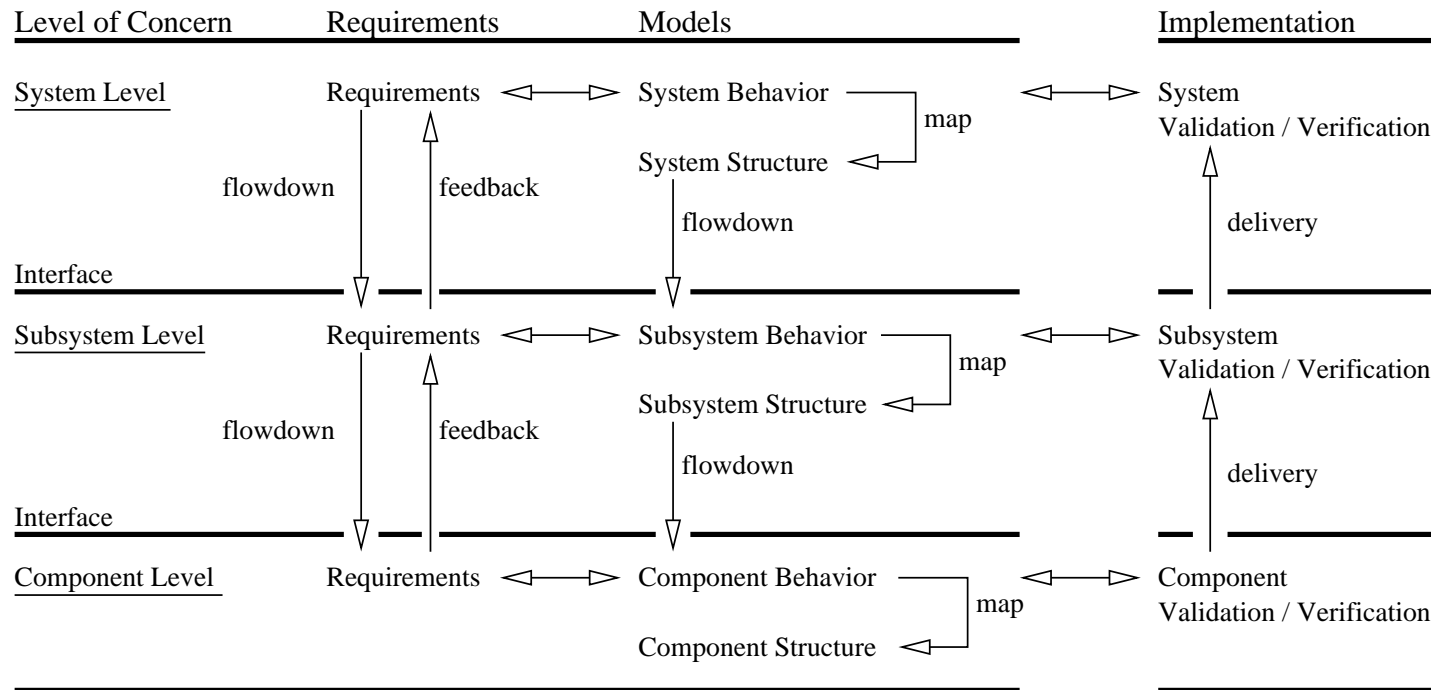 Level of Concern Requirements Models Implementation
System Level Requirements System Behavior System
map Validation / Verification
System Structure
flowdown feedback
flowdown delivery
Interface
Subsystem Level Requirements Subsystem Behavior Subsystem
map Validation / Verification
Subsystem Structure
flowdown feedback
flowdown delivery
Interface
Component Level Requirements Component Behavior Component
map Validation / Verification
Component Structure